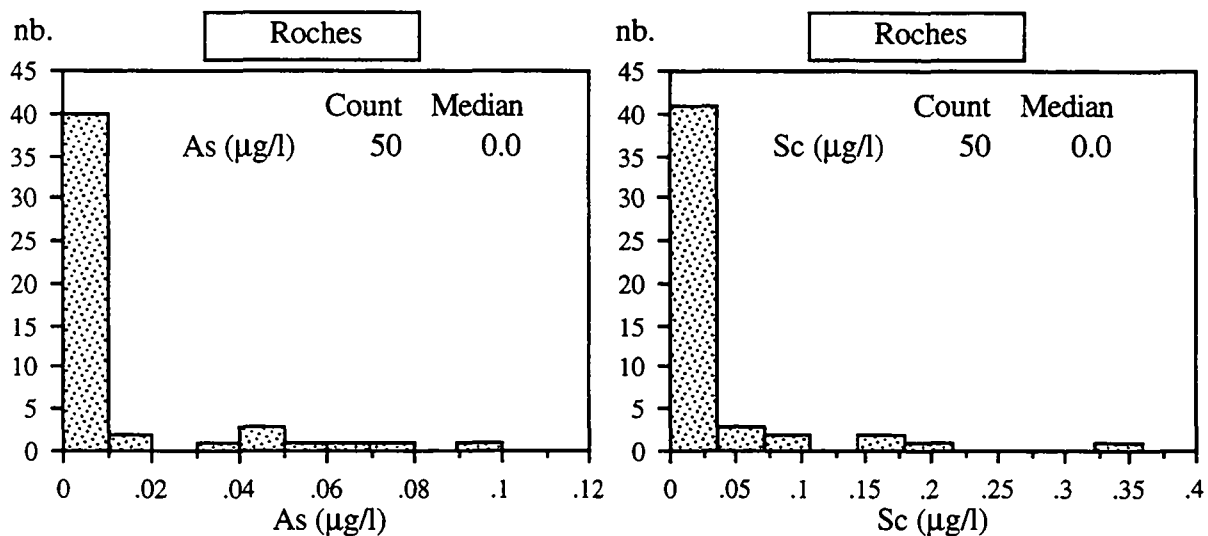 nb.
Roches
45
40
35
30
25
20
15
10
5
0
Count Median
As (µg/l) 50 0.0
0 .02 .04 .06 .08 .1 .12
As (µg/l)
nb.
Roches
45
40
35
30
25
20
15
10
5
0
Count Median
Sc (µg/l) 50 0.0
0 .05 .1 .15 .2 .25 .3 .35 .4
Sc (µg/l)